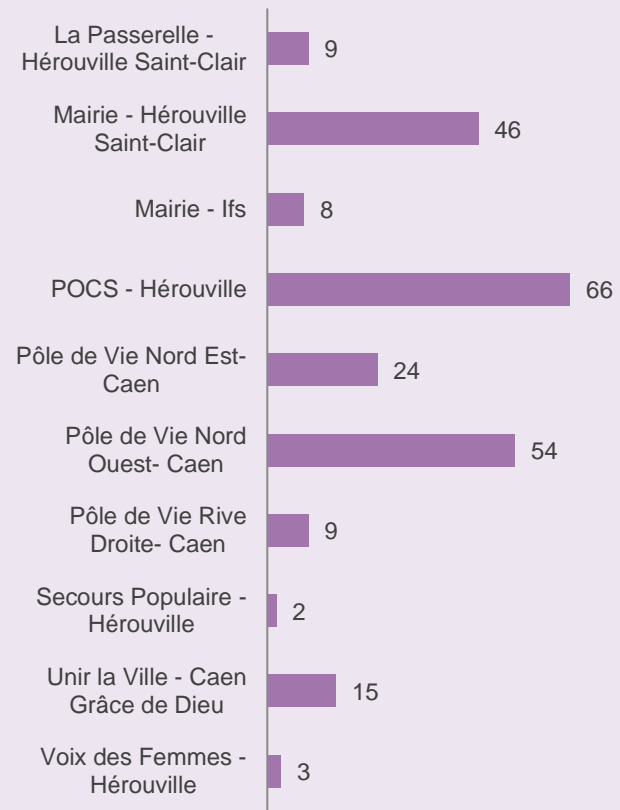 La Passerelle -
Hérouville Saint-Clair
9
Mairie - Hérouville
Saint-Clair
46
Mairie - Ifs
8
POCS - Hérouville
66
Pôle de Vie Nord Est-
Caen
24
Pôle de Vie Nord
Ouest- Caen
54
Pôle de Vie Rive
Droite- Caen
9
Secours Populaire -
Hérouville
2
Unir la Ville - Caen
Grâce de Dieu
15
Voix des Femmes -
Hérouville
3